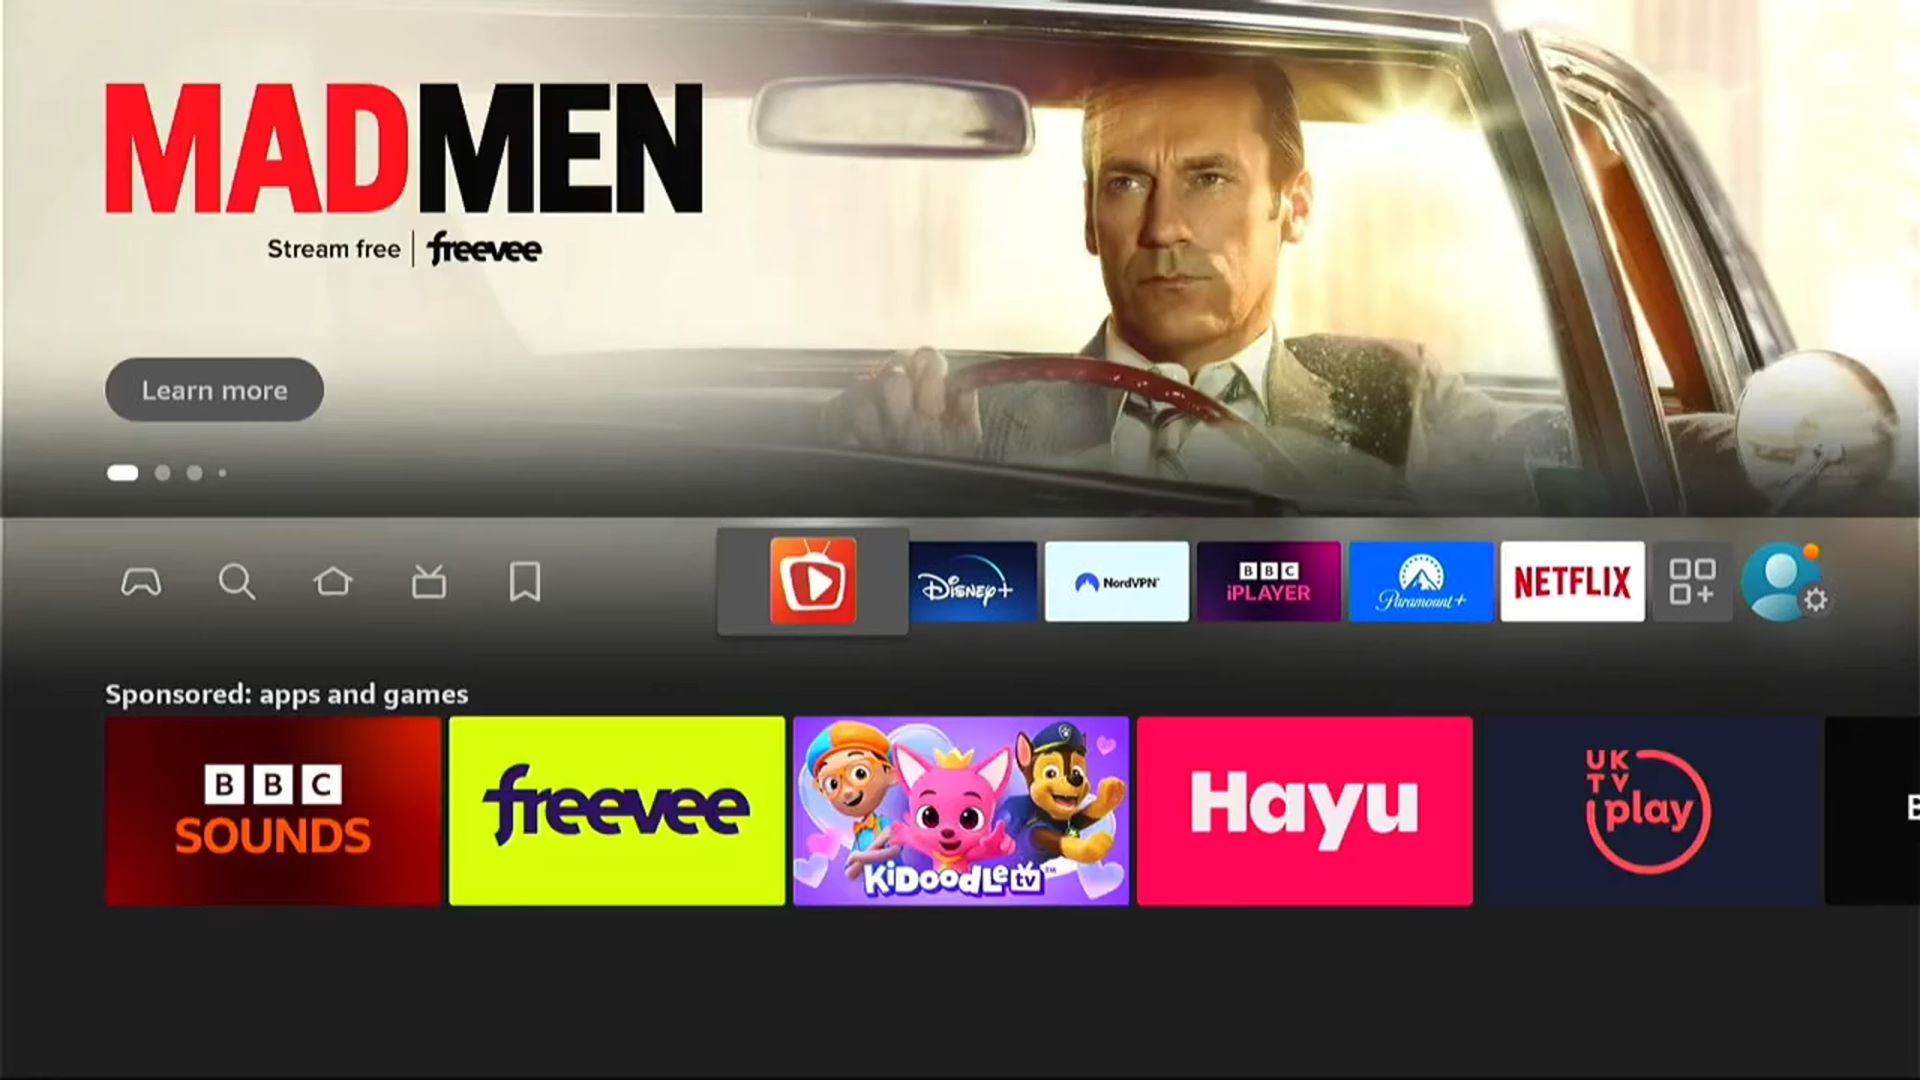 MADMEN
Stream free | freevee
Learn more
Disney+
NordVPN
BBC
iPLAYER
Paramount+
NETFLIX
Sponsored: apps and games
BBC
SOUNDS
freevee
KiDooDLe tv™
Hayu
UK
TV
play